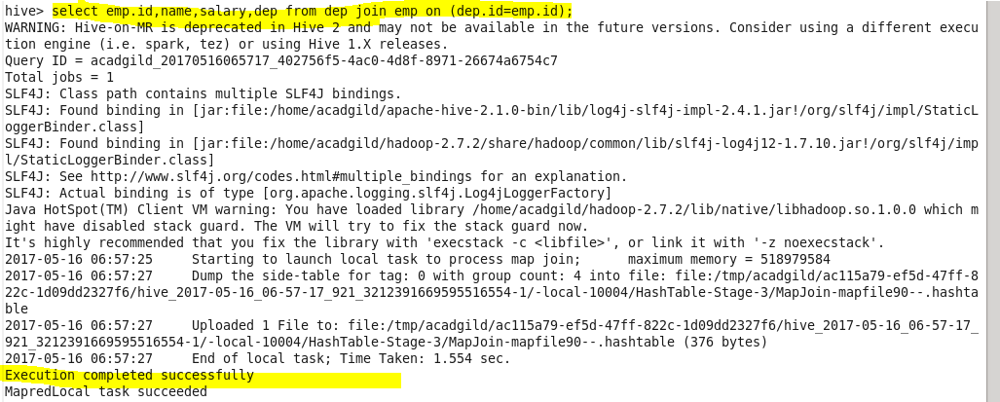 hive> select emp.id,name,salary,dep from dep join emp on (dep.id=emp.id);
WARNING: Hive-on-MR is deprecated in Hive 2 and may not be available in the future versions. Consider using a different execu
tion engine (i.e. spark, tez) or using Hive 1.X releases.
Query ID = acadgild_20170516065717_402756f5-4ac0-4d8f-8971-26674a6754c7
Total jobs = 1
SLF4J: Class path contains multiple SLF4J bindings.
SLF4J: Found binding in [jar:file:/home/acadgild/apache-hive-2.1.0-bin/lib/log4j-slf4j-impl-2.4.1.jar!/org/slf4j/impl/StaticL
oggerBinder.class]
SLF4J: Found binding in [jar:file:/home/acadgild/hadoop-2.7.2/share/hadoop/common/lib/slf4j-log4j12-1.7.10.jar!/org/slf4j/imp
l/StaticLoggerBinder.class]
SLF4J: See http://www.slf4j.org/codes.html#multiple_bindings for an explanation.
SLF4J: Actual binding is of type [org.apache.logging.slf4j.Log4jLoggerFactory]
Java HotSpot(TM) Client VM warning: You have loaded library /home/acadgild/hadoop-2.7.2/lib/native/libhadoop.so.1.0.0 which m
ight have disabled stack guard. The VM will try to fix the stack guard now.
It's highly recommended that you fix the library with 'execstack -c <libfile>', or link it with '-z noexecstack'.
2017-05-16 06:57:25     Starting to launch local task to process map join;      maximum memory = 518979584
2017-05-16 06:57:27     Dump the side-table for tag: 0 with group count: 4 into file: file:/tmp/acadgild/ac115a79-ef5d-47ff-8
22c-1d09dd2327f6/hive_2017-05-16_06-57-17_921_3212391669595516554-1/-local-10004/HashTable-Stage-3/MapJoin-mapfile90--.hashta
ble
2017-05-16 06:57:27     Uploaded 1 File to: file:/tmp/acadgild/ac115a79-ef5d-47ff-822c-1d09dd2327f6/hive_2017-05-16_06-57-17_
921_3212391669595516554-1/-local-10004/HashTable-Stage-3/MapJoin-mapfile90--.hashtable (376 bytes)
2017-05-16 06:57:27     End of local task; Time Taken: 1.554 sec.
Execution completed successfully
MapredLocal task succeeded